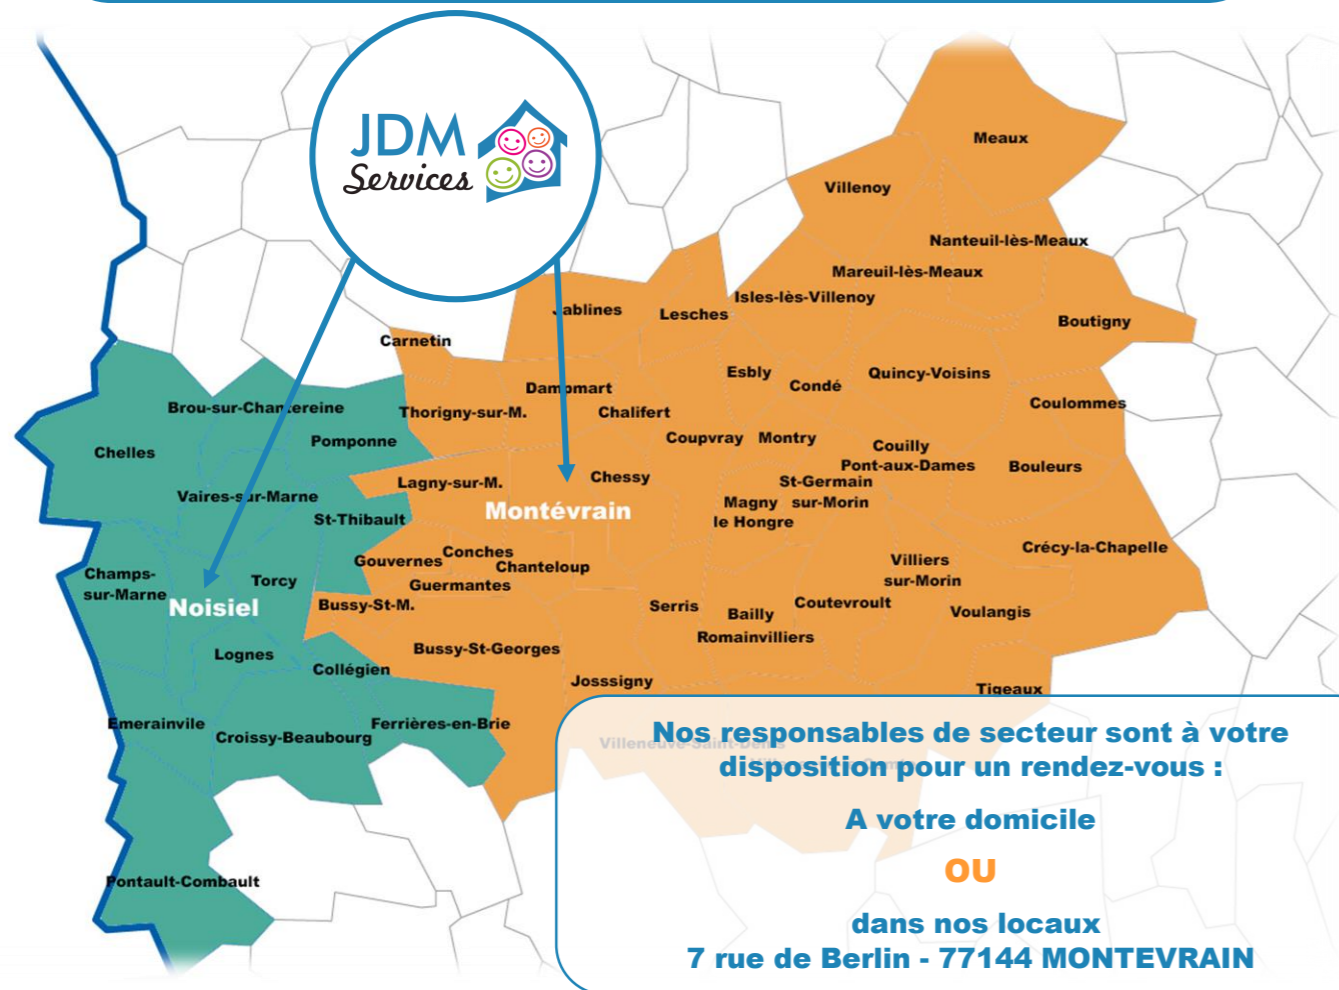 JDM
Services
Meaux
Villenoy
Nanteuil-lès-Meaux
Mareuil-lès-Meaux
Isles-lès-Villenoy
Jablines
Lesches
Boutigny
Carnetin
Esbly
Condé
Quincy-Voisins
Dampmart
Brou-sur-Chantereine
Thorigny-sur-M.
Chalifert
Coulommes
Pomponne
Coupvray
Montry
Chelles
Couilly
Pont-aux-Dames
Bouleurs
Lagny-sur-M.
Chessy
St-Germain
sur-Morin
Vaires-sur-Marne
Montévrain
Magny
le Hongre
St-Thibault
Gouvernes
Conches
Chanteloup
Crécy-la-Chapelle
Villiers
sur-Morin
Champs-
sur-Marne
Torcy
Guermantes
Noisiel
Bussy-St-M.
Serris
Bailly
Romainvilliers
Coutevroult
Voulangis
Lognes
Bussy-St-Georges
Collégien
Josssigny
Tigeaux
Emerainville
Croissy-Beaubourg
Ferrières-en-Brie
Villeneuve-Saint-Denis
Pontault-Combault
Nos responsables de secteur sont à votre
disposition pour un rendez-vous :
A votre domicile
OU
dans nos locaux
7 rue de Berlin - 77144 MONTEVRAIN